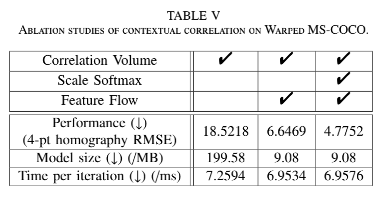 TABLE V
ABLATION STUDIES OF CONTEXTUAL CORRELATION ON WARPED MS-COCO.
Correlation Volume ✓ ✓ ✓
Scale Softmax ✓
Feature Flow ✓ ✓
Performance (↓)
(4-pt homography RMSE) 18.5218 6.6469 4.7752
Model size (↓) (/MB) 199.58 9.08 9.08
Time per iteration (↓) (/ms) 7.2594 6.9534 6.9576